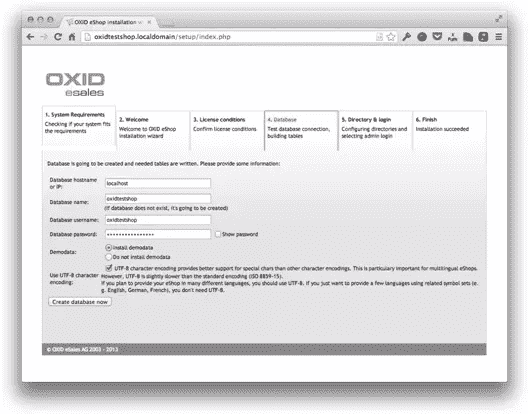 OXID eShop installation w
oxidtestshop.localdomain/setup/index.php
OXID
esales
1. System Requirements
Checking if your system fits
the requirements
2. Welcome
Welcome to OXID eShop
installation wizard
3. License conditions
Confirm license conditions
4. Database
Test database connection,
building tables
5. Directory & login
Configuring directories and
selecting admin login
6. Finish
Installation succeeded
Database is going to be created and needed tables are written. Please provide some information:
Database hostname
or IP:
localhost
Database name:
oxidtestshop
(If database does not exist, it's going to be created)
Database username:
oxidtestshop
Database password:
••••••••••••••••
Show password
Demodata:
Install demodata
Do not install demodata
Use UTF-8 character
encoding:
UTF-8 character encoding provides better support for special chars than other character encodings. This is particularly important for multilingual eShops.
However, UTF-8 is slightly slower than the standard encoding (ISO 8859-15).
If you plan to provide your eShop in many different languages, you should use UTF-8. If you just want to provide a few languages using related symbol sets (e.
g. English, German, French), you don't need UTF-8.
Create database now
© OXID eSales AG 2003 - 2013